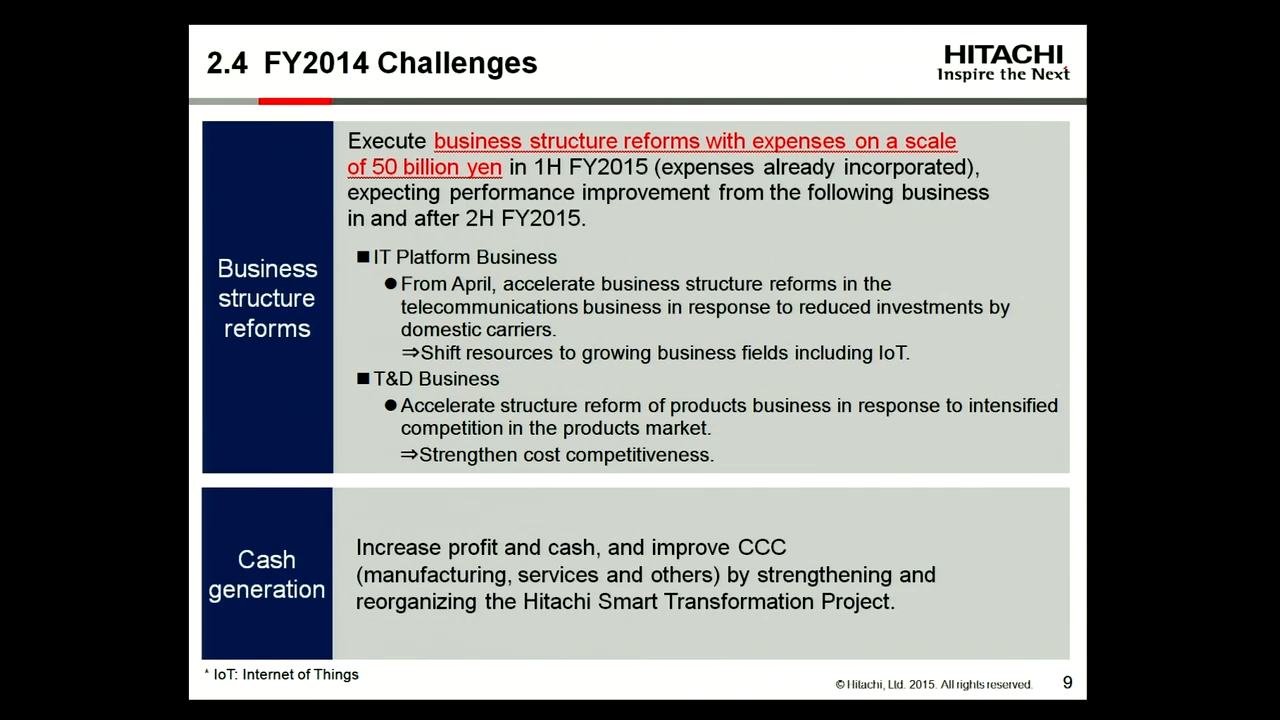 2.4 FY2014 Challenges
HITACHI
Inspire the Next
Business
structure
reforms
Execute business structure reforms with expenses on a scale
of 50 billion yen in 1H FY2015 (expenses already incorporated),
expecting performance improvement from the following business
in and after 2H FY2015.
■ IT Platform Business
● From April, accelerate business structure reforms in the
telecommunications business in response to reduced investments by
domestic carriers.
⇒Shift resources to growing business fields including IoT.
■ T&D Business
● Accelerate structure reform of products business in response to intensified
competition in the products market.
⇒Strengthen cost competitiveness.
Cash
generation
Increase profit and cash, and improve CCC
(manufacturing, services and others) by strengthening and
reorganizing the Hitachi Smart Transformation Project.
* IoT: Internet of Things
© Hitachi, Ltd. 2015. All rights reserved.
9